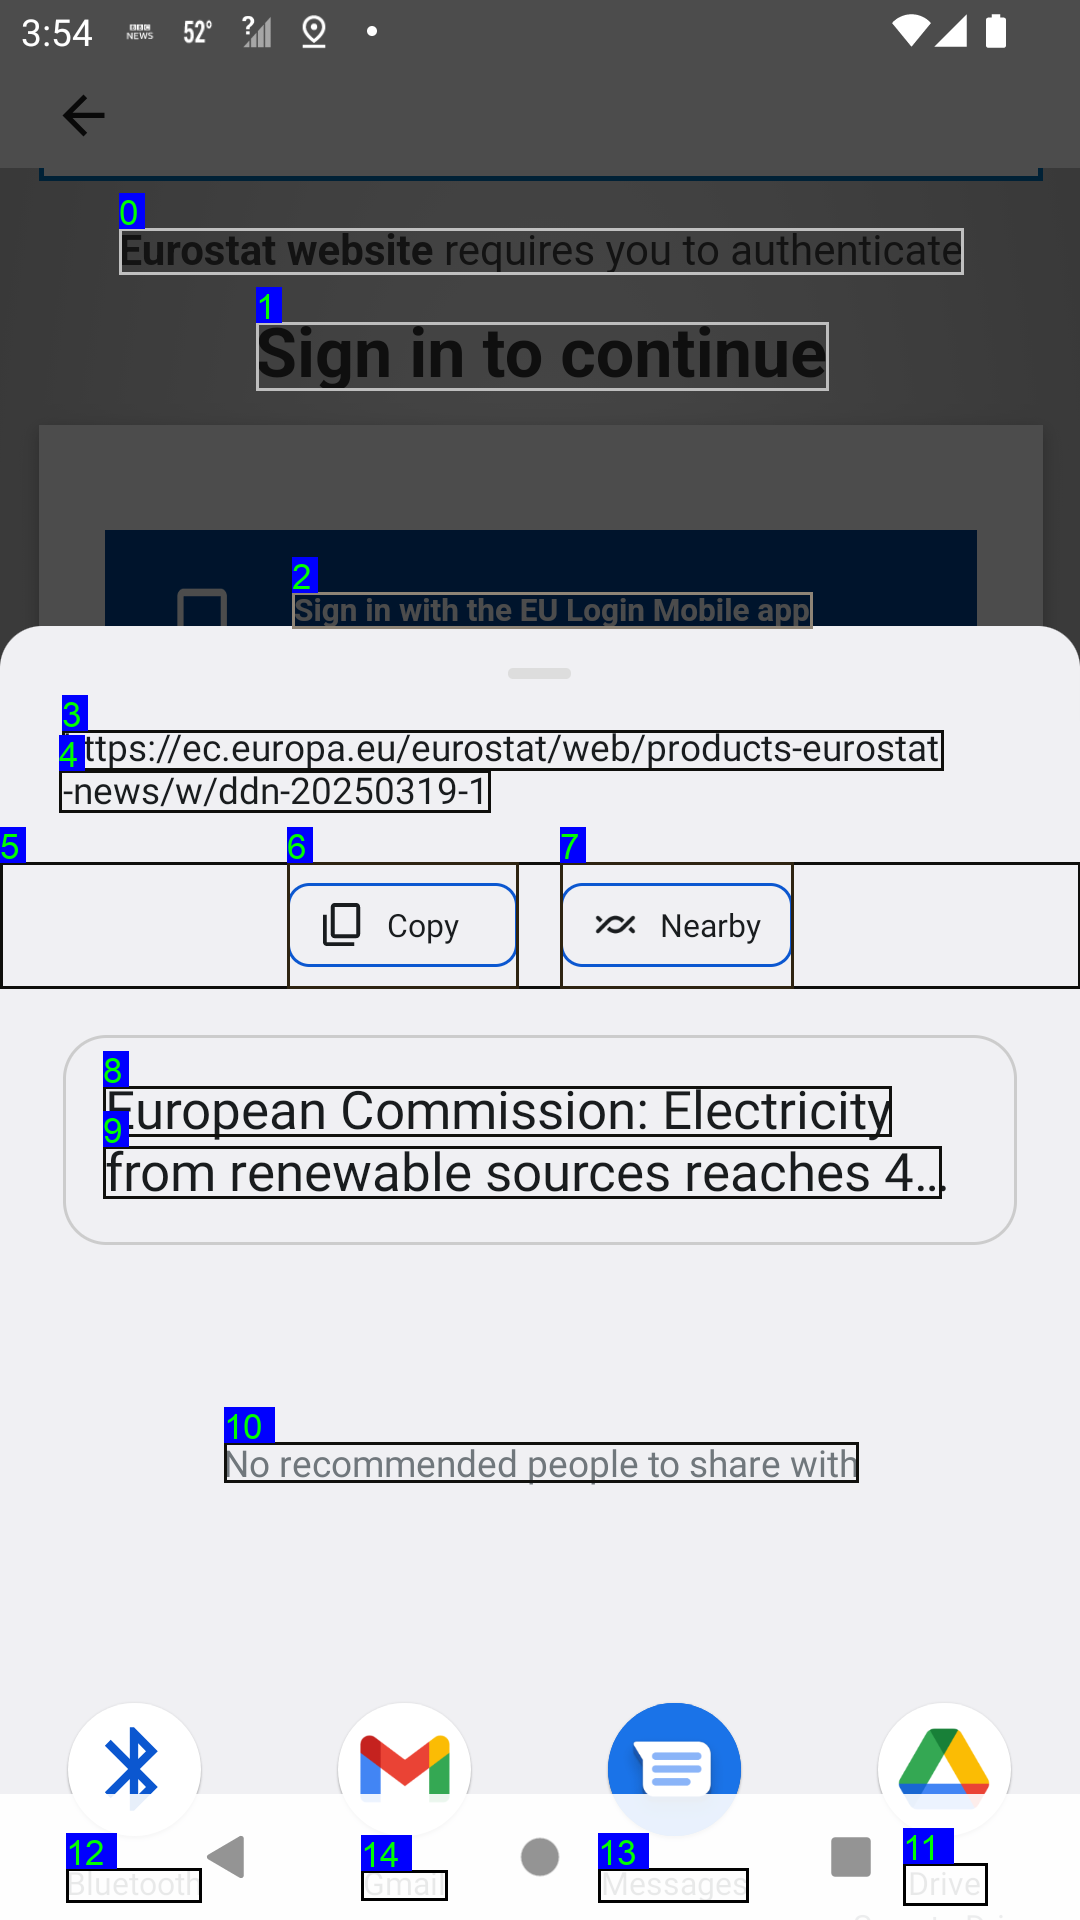 3:54
BBC NEWS
52°
?
0
Eurostat website requires you to authenticate
1
Sign in to continue
2
Sign in with the EU Login Mobile app
3
4
ttps://ec.europa.eu/eurostat/web/products-eurostat
-news/w/ddn-20250319-1
5
6
7
Copy
Nearby
8
European Commission: Electricity
9
from renewable sources reaches 4…
10
No recommended people to share with
12
14
13
11
Bluetooth
Gmail
Messages
Drive